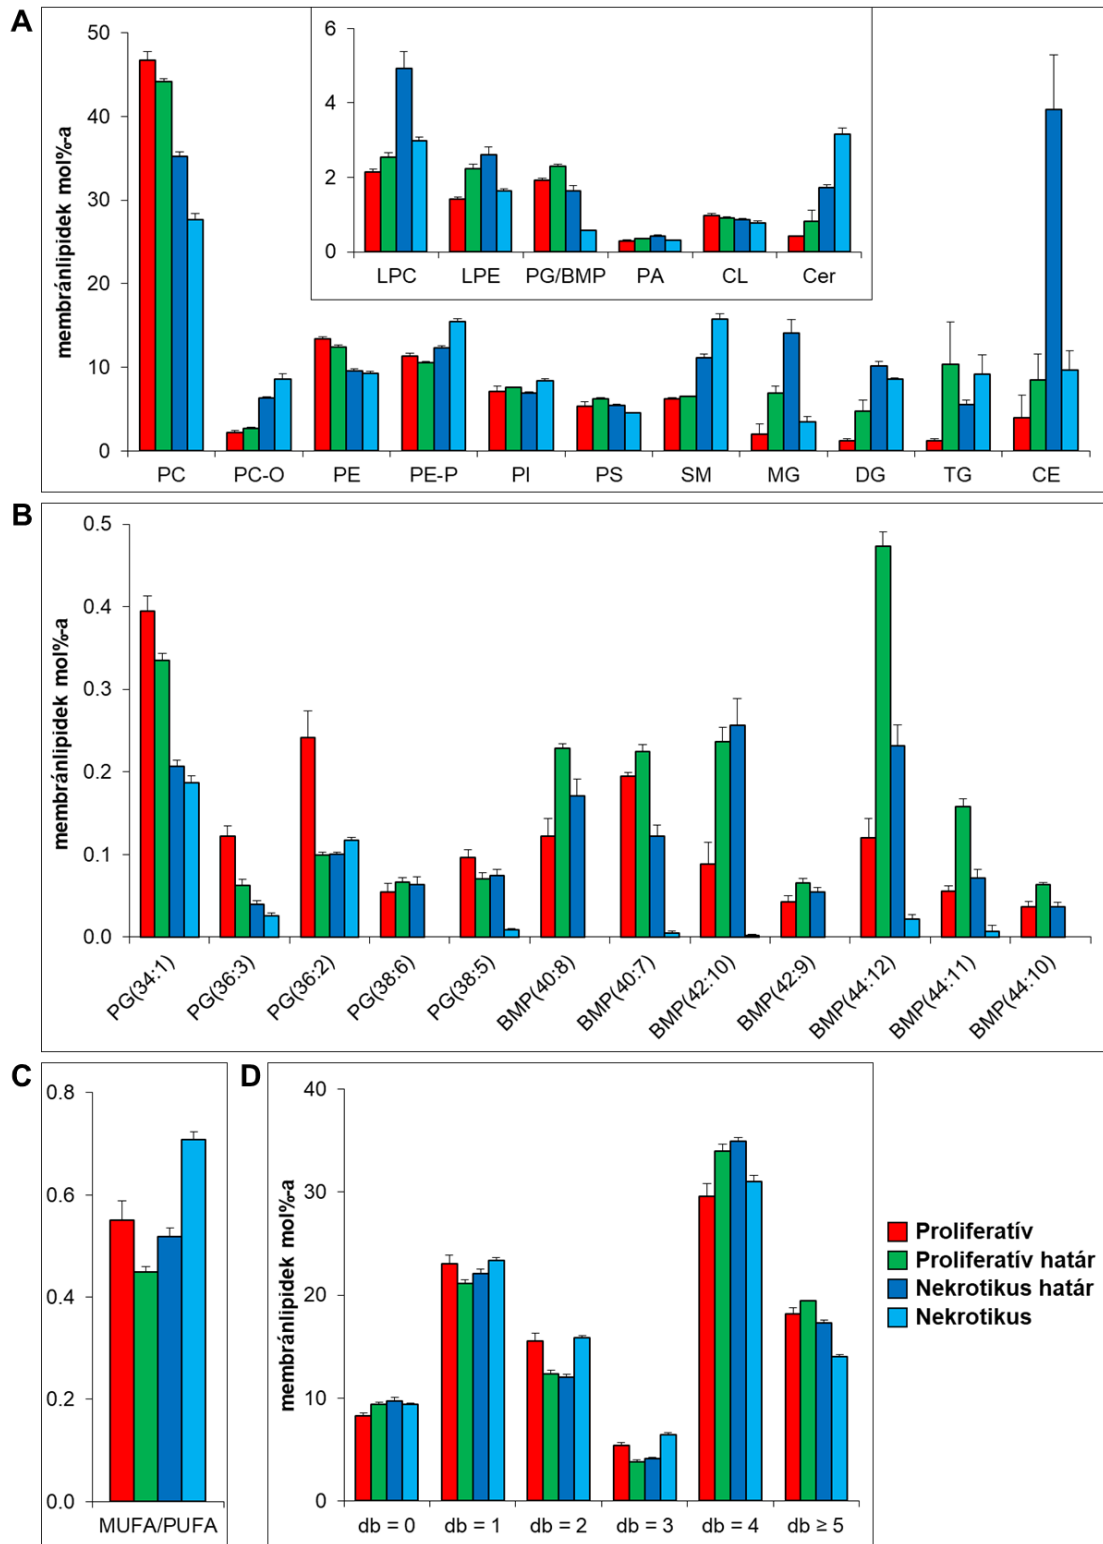 A
membránlipidek mol%-a
50
40
30
20
10
0
6
4
2
0
LPC LPE PG/BMP PA CL Cer
PC PC-O PE PE-P PI PS SM MG DG TG CE
B
membránlipidek mol%-a
0.5
0.4
0.3
0.2
0.1
0.0
PG(34:1) PG(36:3) PG(36:2) PG(38:6) PG(38:5) BMP(40:8) BMP(40:7) BMP(42:10) BMP(42:9) BMP(44:12) BMP(44:11) BMP(44:10)
C
0.8
0.6
0.4
0.2
0.0
MUFA/PUFA
D
membránlipidek mol%-a
40
30
20
10
0
db = 0 db = 1 db = 2 db = 3 db = 4 db ≥ 5
Proliferatív
Proliferatív határ
Nekrotikus határ
Nekrotikus